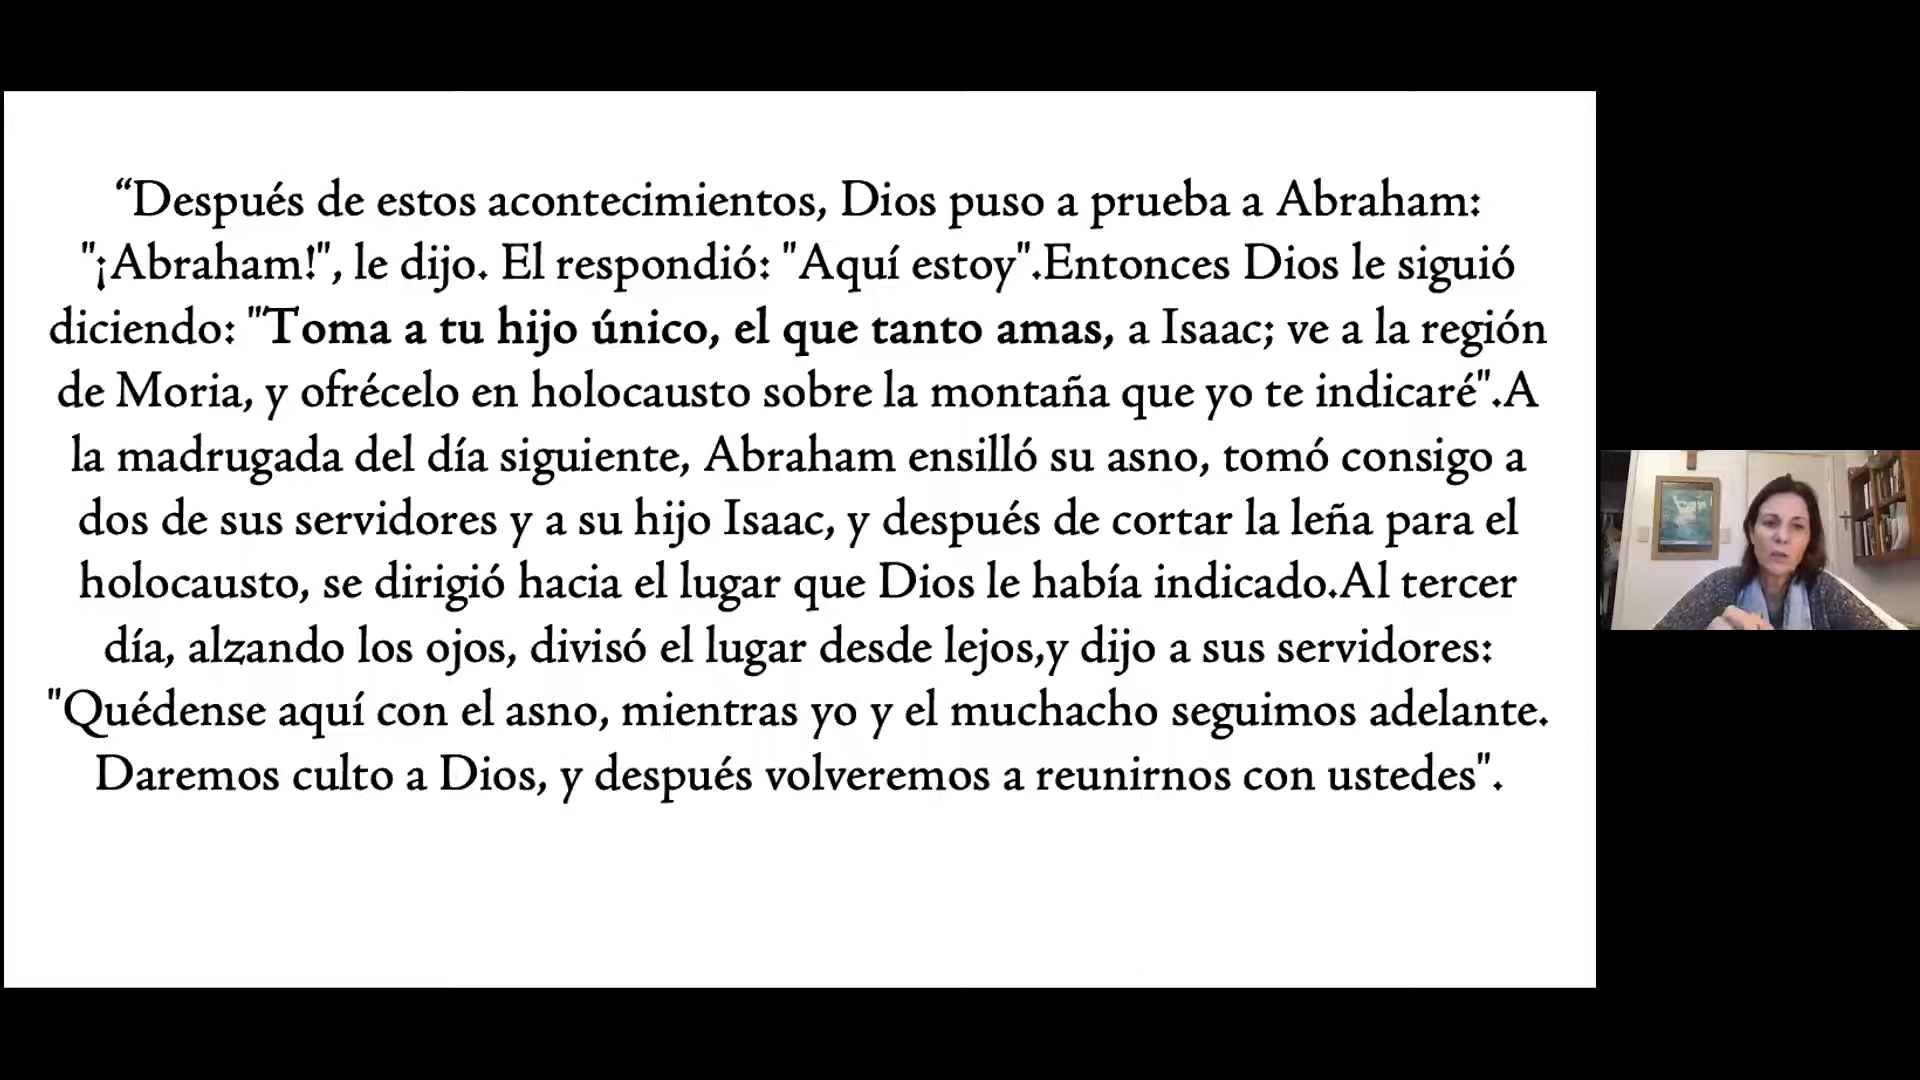 “Después de estos acontecimientos, Dios puso a prueba a Abraham:
"¡Abraham!", le dijo. El respondió: "Aquí estoy".Entonces Dios le siguió
diciendo: "Toma a tu hijo único, el que tanto amas, a Isaac; ve a la región
de Moria, y ofrécelo en holocausto sobre la montaña que yo te indicaré".A
la madrugada del día siguiente, Abraham ensilló su asno, tomó consigo a
dos de sus servidores y a su hijo Isaac, y después de cortar la leña para el
holocausto, se dirigió hacia el lugar que Dios le había indicado.Al tercer
día, alzando los ojos, divisó el lugar desde lejos,y dijo a sus servidores:
"Quédense aquí con el asno, mientras yo y el muchacho seguimos adelante.
Daremos culto a Dios, y después volveremos a reunirnos con ustedes".